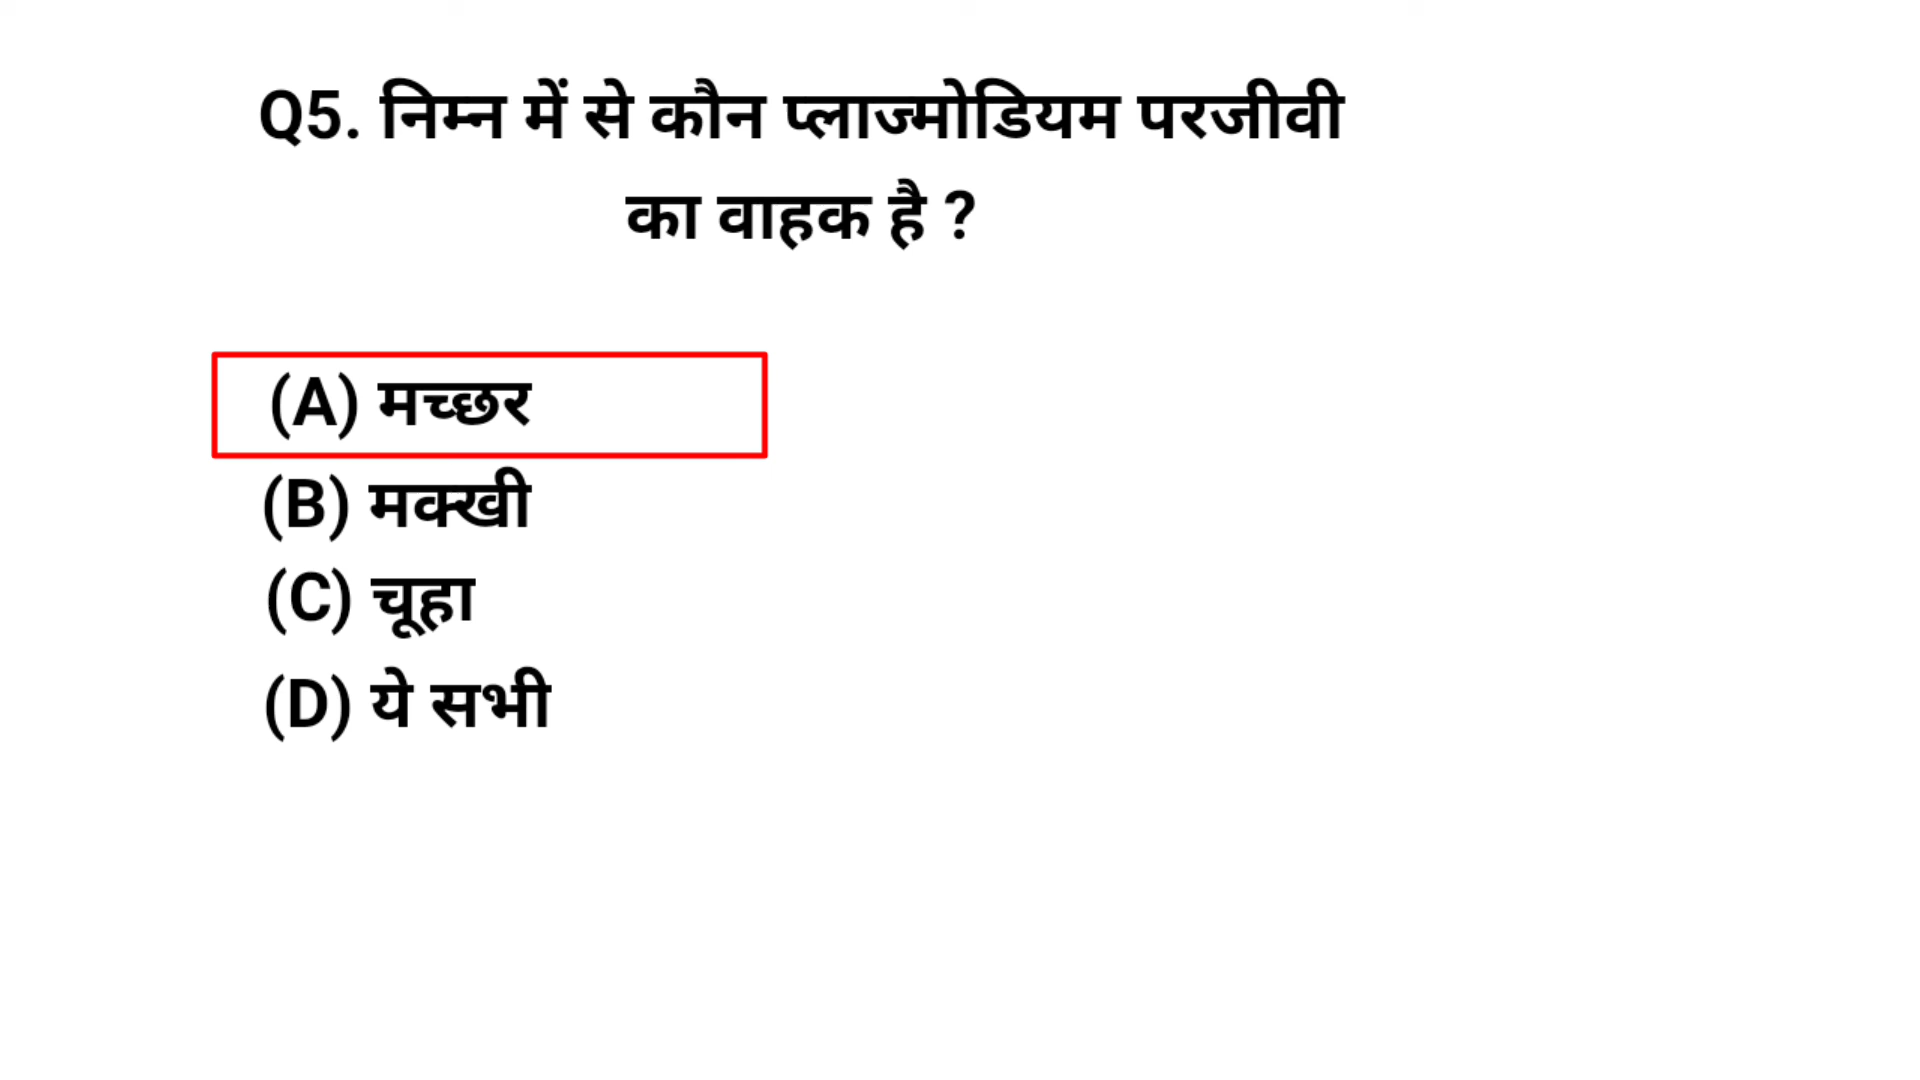 Q5. निम्न में से कौन प्लाज्मोडियम परजीवी
का वाहक है ?
(A) मच्छर
(B) मक्खी
(C) चूहा
(D) ये सभी